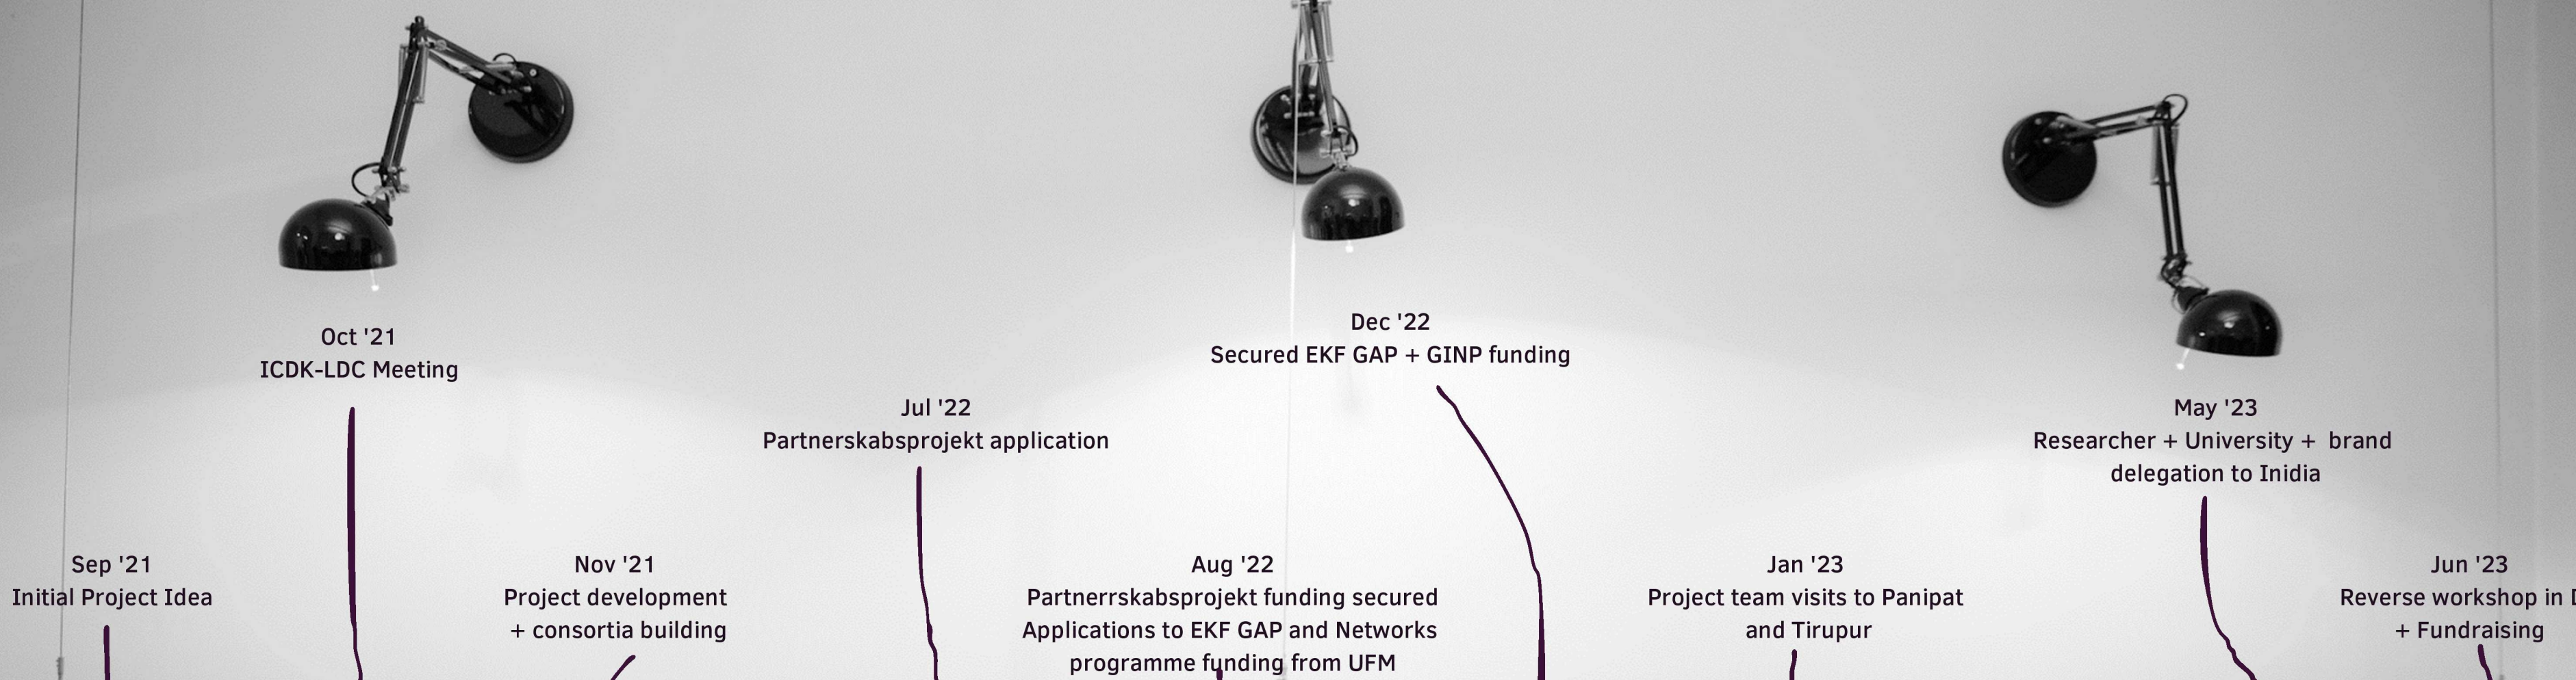 Sep '21
Initial Project Idea
Oct '21
ICDK-LDC Meeting
Nov '21
Project development
+ consortia building
Jul '22
Partnerskabsprojekt application
Aug '22
Partnerrskabsprojekt funding secured
Applications to EKF GAP and Networks
programme funding from UFM
Dec '22
Secured EKF GAP + GINP funding
Jan '23
Project team visits to Panipat
and Tirupur
May '23
Researcher + University + brand
delegation to Inidia
Jun '23
Reverse workshop in
+ Fundraising